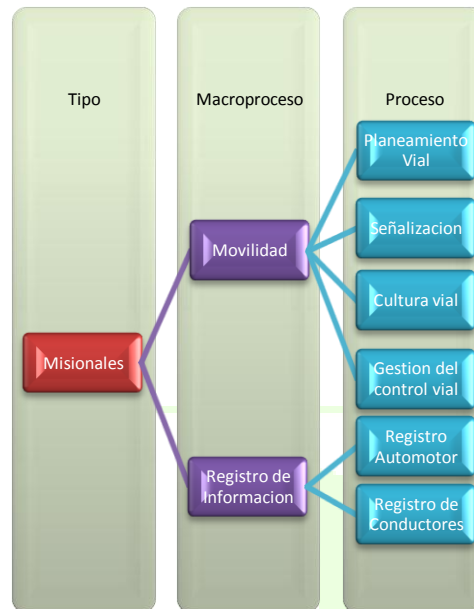 Tipo
Macroproceso
Proceso
Planeamiento
Vial
Señalizacion
Movilidad
Cultura vial
Misionales
Gestion del
control vial
Registro
Automotor
Registro de
Informacion
Registro de
Conductores